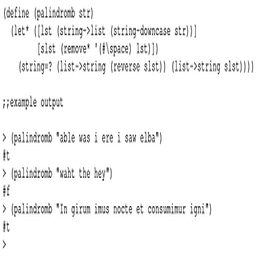 (define (palindromb str)
(let* ([lst (string->list (string-downcase str))]
[slst (remove* '(#\space) lst)])
(string=? (list->string (reverse slst)) (list->string slst))))
;;example output
> (palindromb "able was i ere i saw elba")
#t
> (palindromb "waht the hey")
#f
> (palindromb "In girum imus nocte et consumimur igni")
#t
>